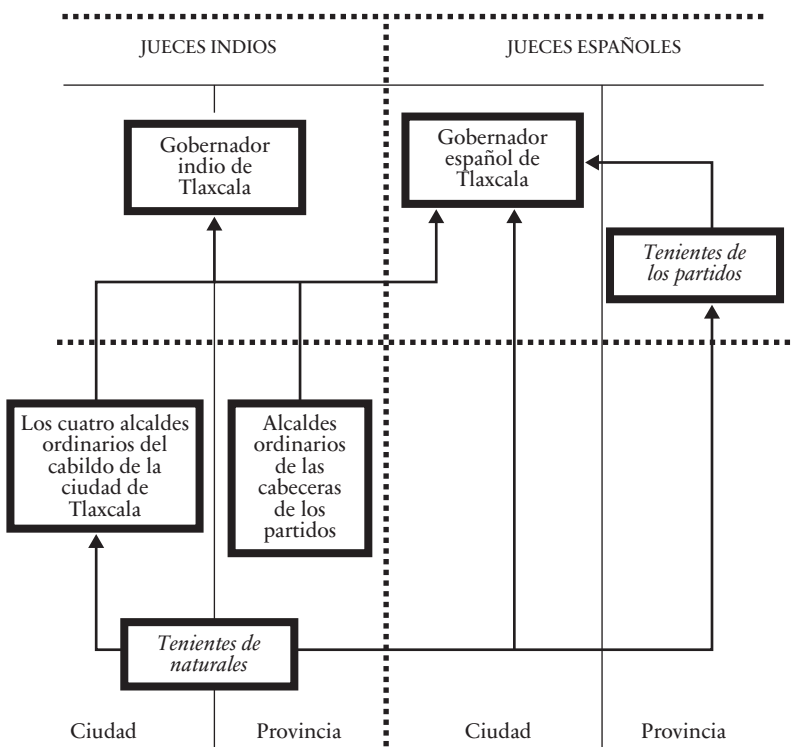 JUECES INDIOS
JUECES ESPAÑOLES
Gobernador
indio de
Tlaxcala
Gobernador
español de
Tlaxcala
Tenientes de
los partidos
Los cuatro alcaldes
ordinarios del
cabildo de la
ciudad de
Tlaxcala
Alcaldes
ordinarios
de las
cabeceras
de los
partidos
Tenientes de
naturales
Ciudad
Provincia
Ciudad
Provincia